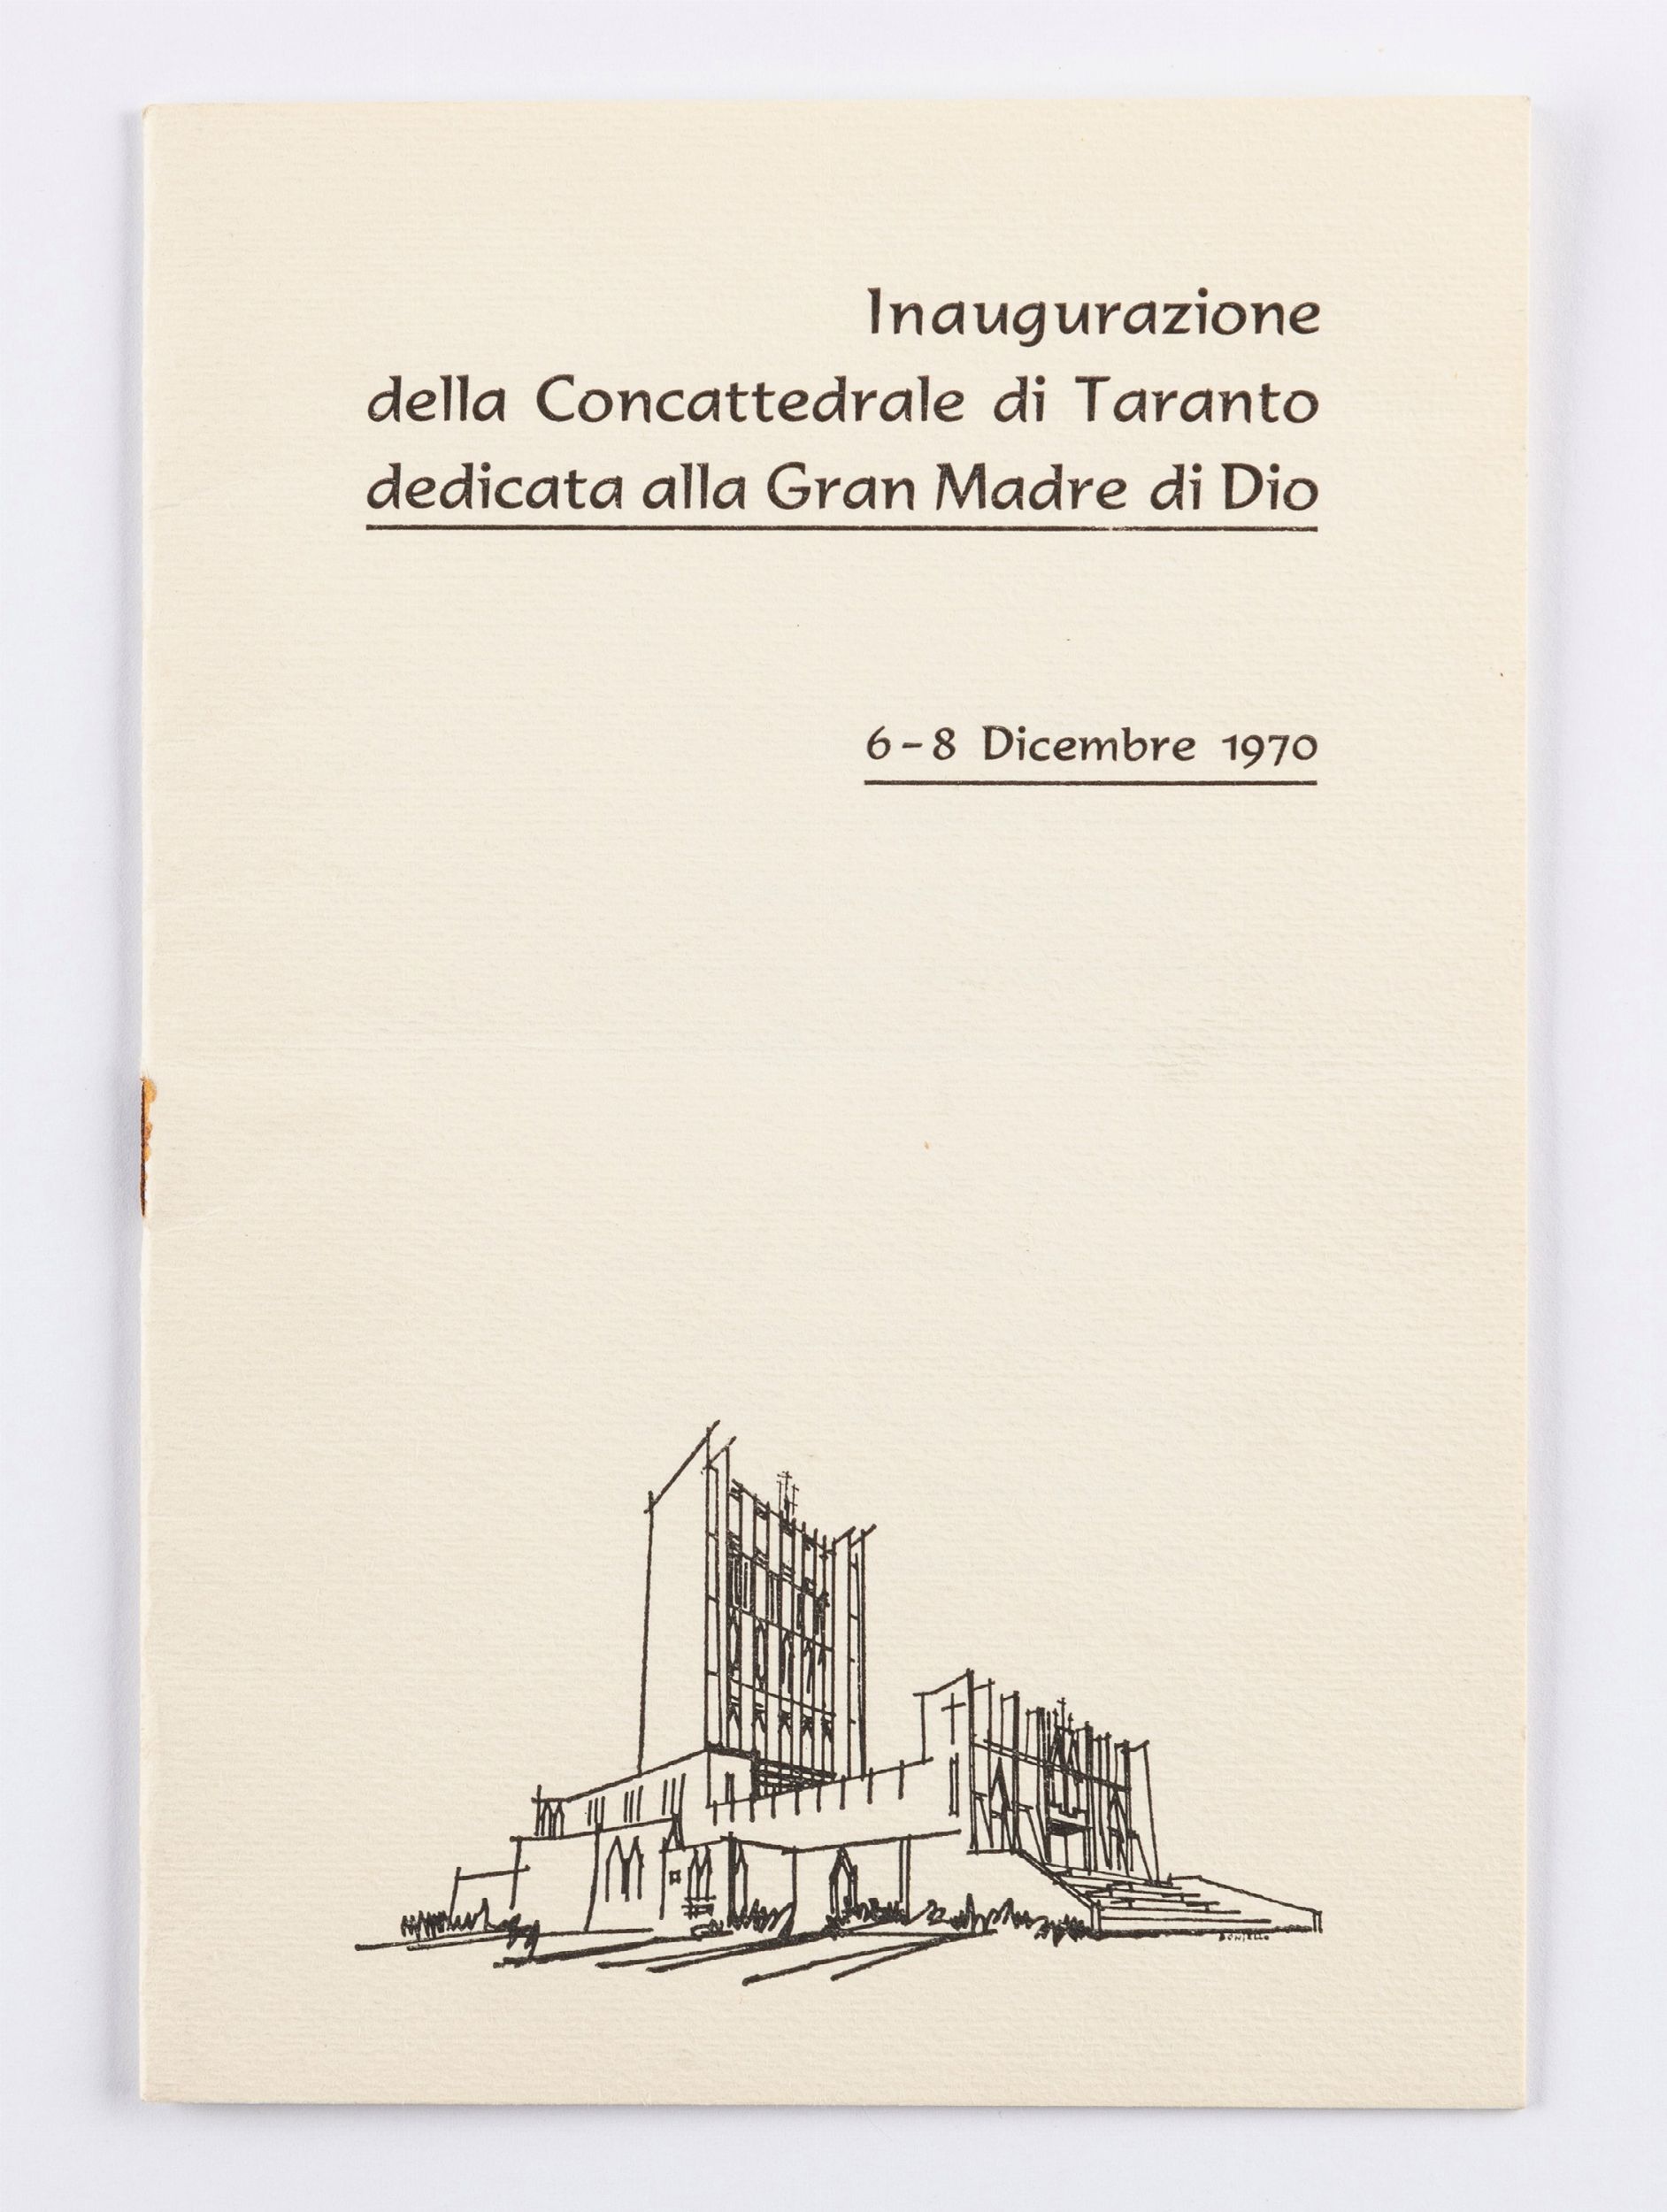 Inaugurazione
della Concattedrale di Taranto
dedicata alla Gran Madre di Dio
6-8 Dicembre 1970